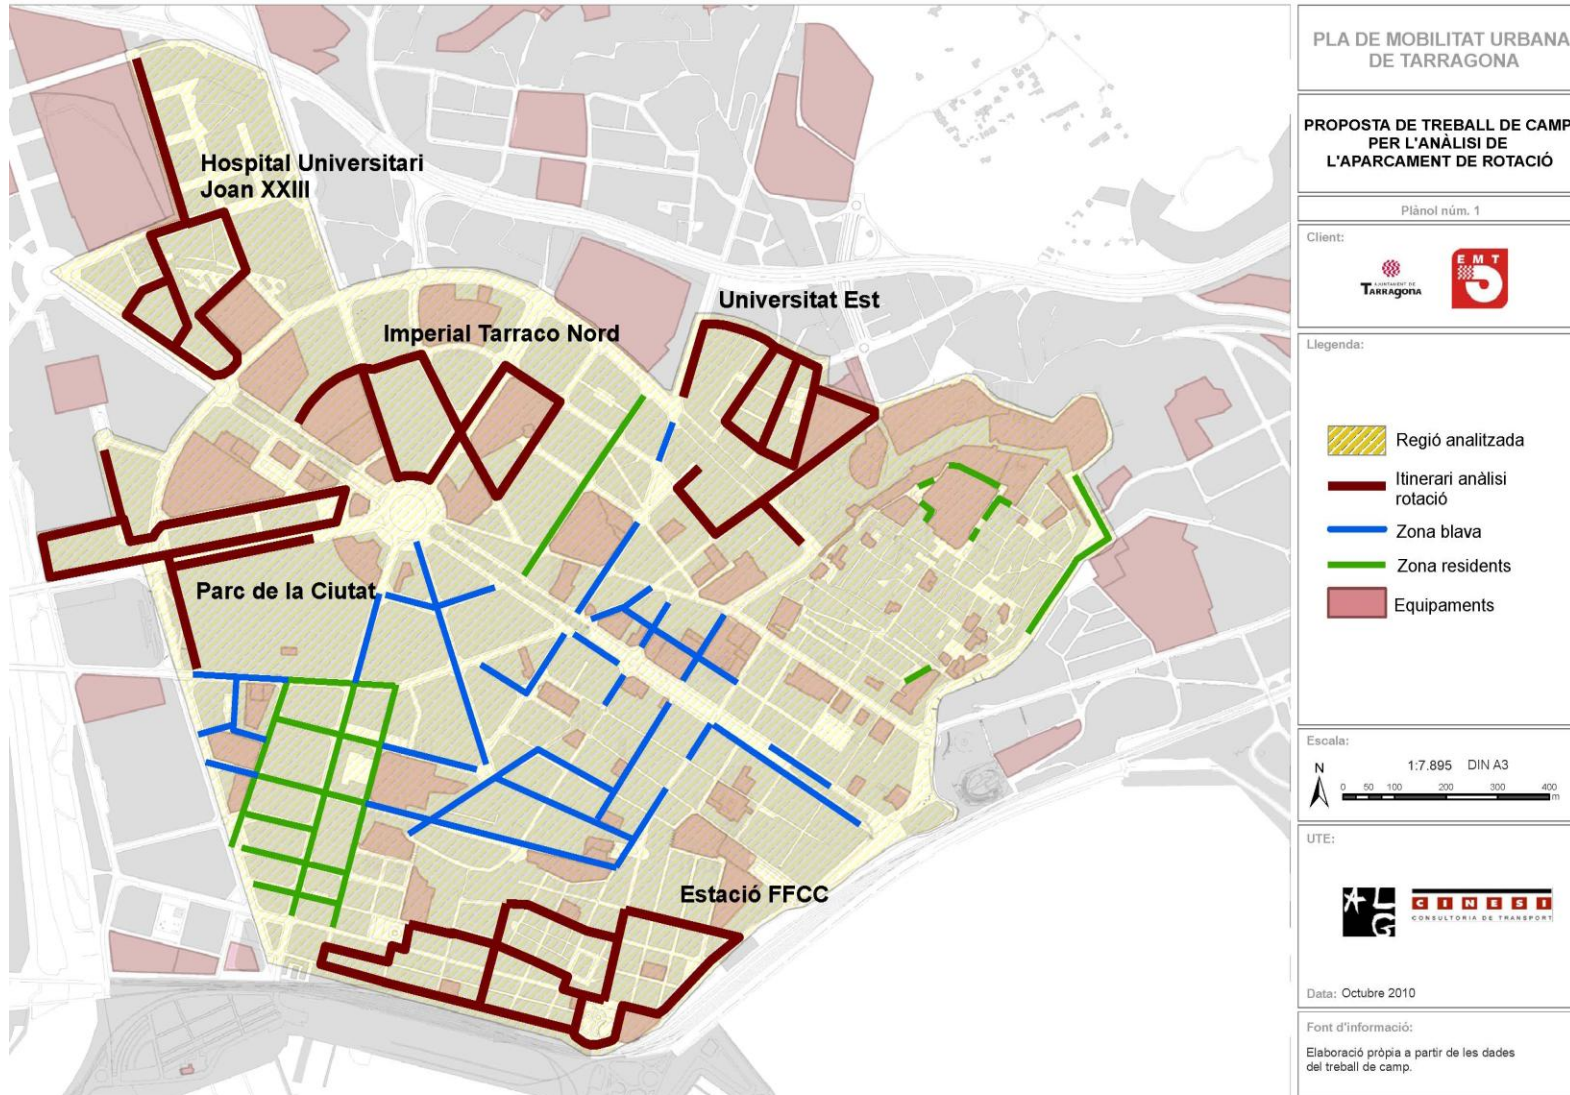 Hospital Universitari
Joan XXIII
Imperial Tarraco Nord
Universitat Est
Parc de la Ciutat
Estació FFCC
PLA DE MOBILITAT URBANA
DE TARRAGONA
PROPOSTA DE TREBALL DE CAMP
PER L'ANÀLISI DE
L'APARCAMENT DE ROTACIÓ
Plànol núm. 1
Client:
AJUNTAMENT DE
TARRAGONA
EMT
Llegenda:
Regió analitzada
Itinerari anàlisi
rotació
Zona blava
Zona residents
Equipaments
Escala:
N
1:7.895 DIN A3
0 50 100 200 300 400
m
UTE:
ALG
CINESI
CONSULTORIA DE TRANSPORT
Data: Octubre 2010
Font d'informació:
Elaboració pròpia a partir de les dades
del treball de camp.